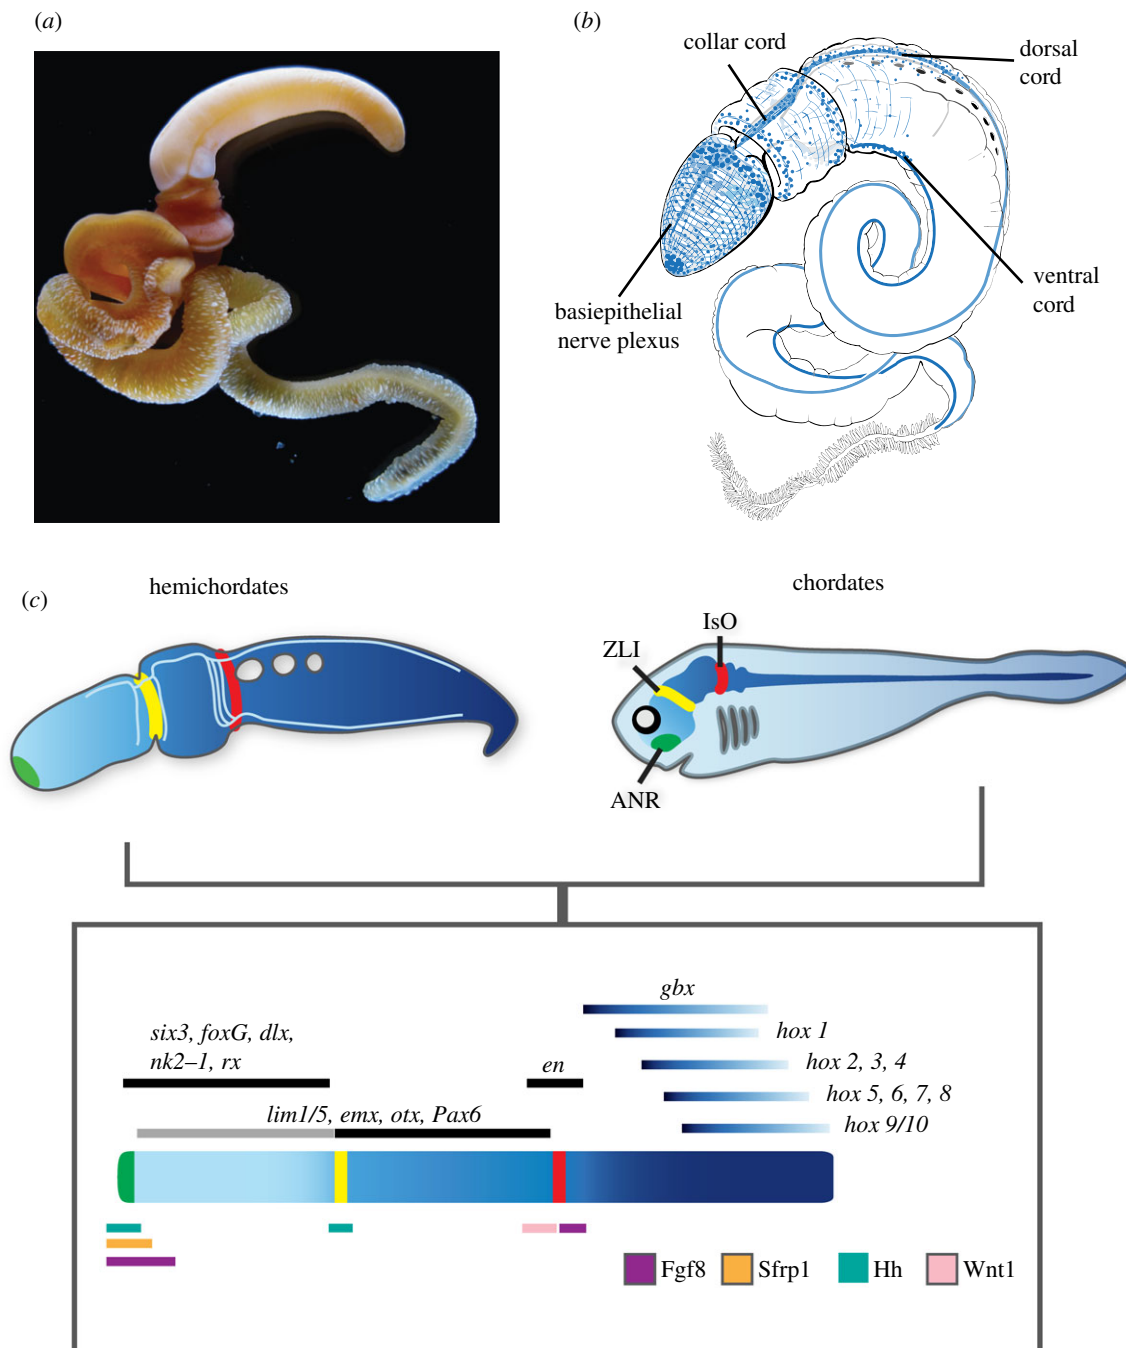 (a)
(b)
collar cord
dorsal
cord
ventral
cord
basiepithelial
nerve plexus
(c)
hemichordates
chordates
IsO
ZLI
ANR
gbx
six3, foxG, dlx,
nk2–1, rx
hox 1
en
hox 2, 3, 4
hox 5, 6, 7, 8
lim1/5, emx, otx, Pax6
hox 9/10
Fgf8
Sfrp1
Hh
Wnt1